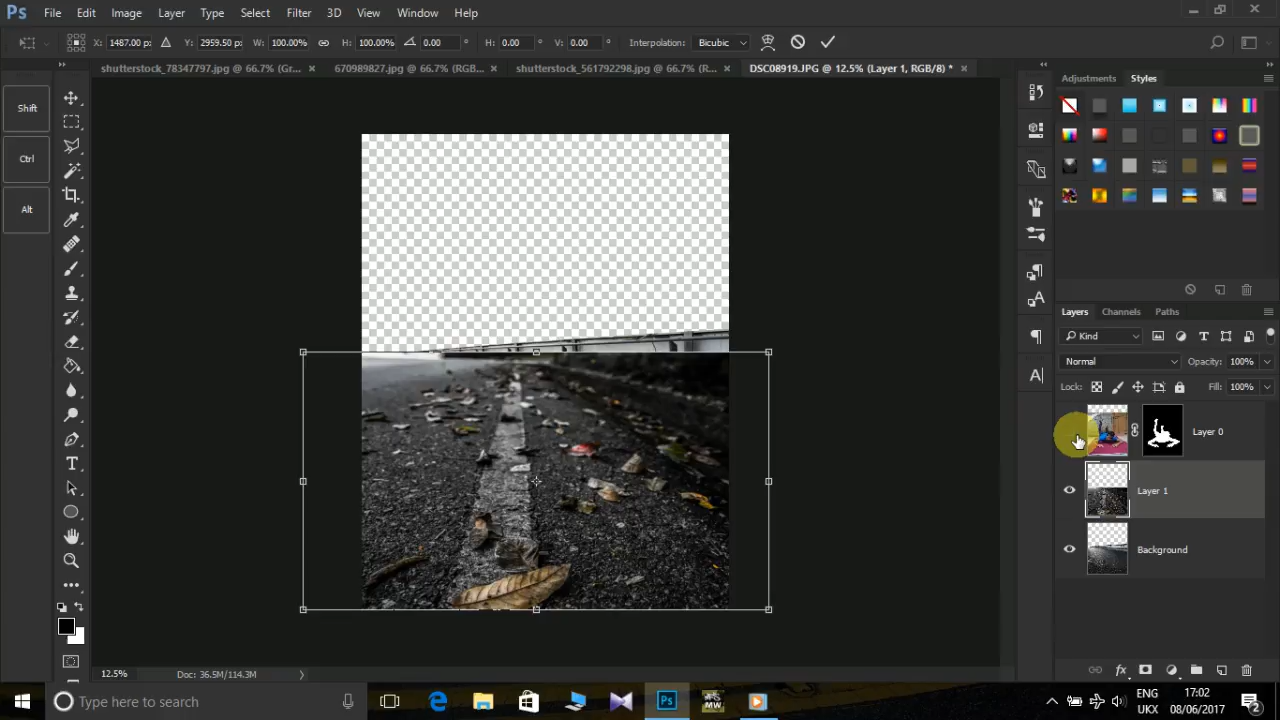 Ps File Edit Image Layer Type Select Filter 3D View Window Help
X: 1487.00 px Y: 2959.50 px W: 100.00% H: 100.00% 0.00 ° H: 0.00 ° V: 0.00 ° Interpolation: Bicubic
shutterstock_78347797.jpg @ 66.7% (Gr... × 670989827.jpg @ 66.7% (RGB... × shutterstock_561792298.jpg @ 66.7% (R... × DSC08919.JPG @ 12.5% (Layer 1, RGB/8) * ×
Adjustments Styles
Shift
Ctrl
Alt
Layers Channels Paths
Kind
Normal Opacity: 100%
Lock: Fill: 100%
Layer 0
Layer 1
Background
12.5% Doc: 36.5M/114.3M
Type here to search
Ps
MW
ENG
UKX
17:02
08/06/2017
2